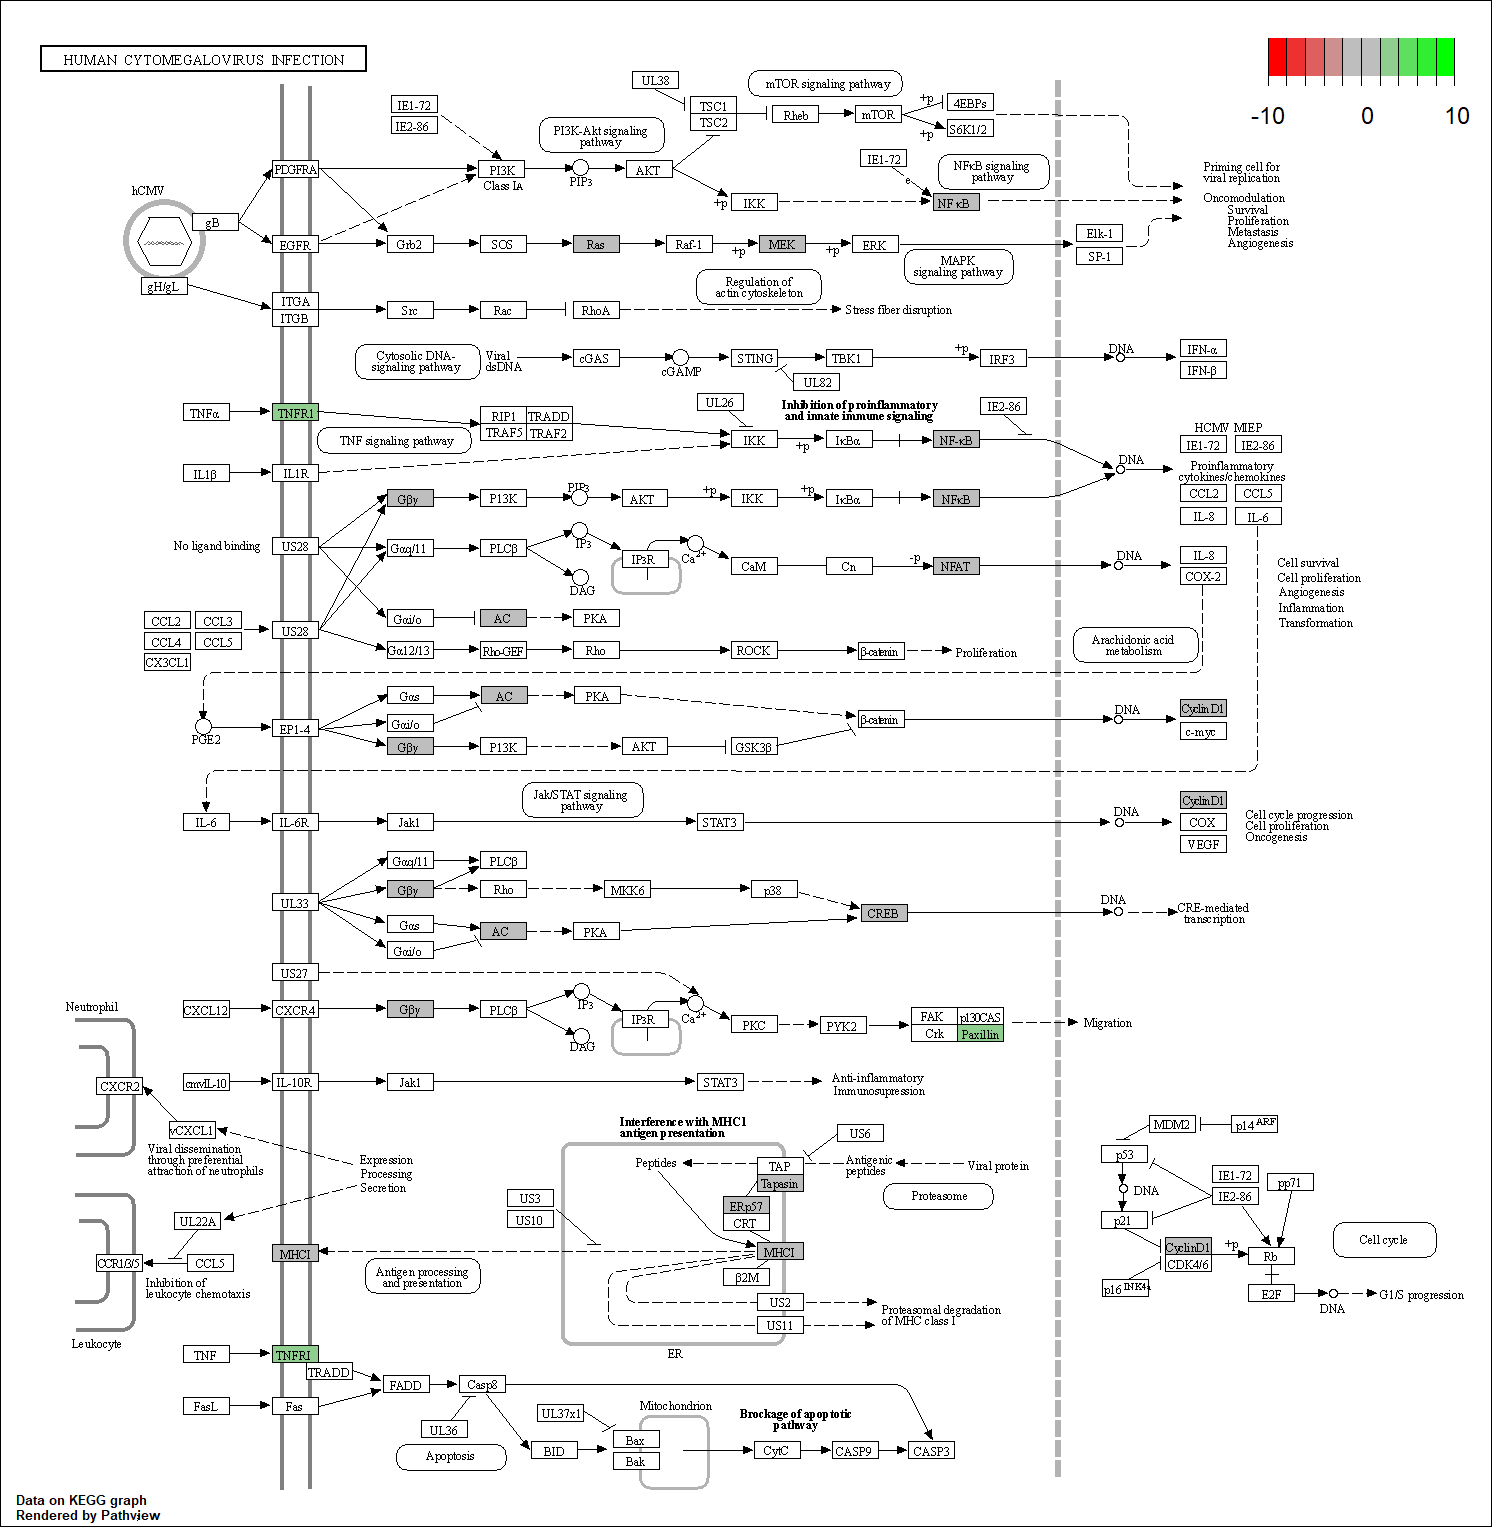 HUMAN CYTOMEGALOVIRUS INFECTION
-10
0
10
UL38
mTOR signaling pathway
IE1-72
IE2-86
PI3K-Akt signaling
pathway
TSC1
TSC2
Rheb
mTOR
+p
+p
4EBPs
S6K1/2
IE1-72
NFκB signaling
pathway
Priming cell for
viral replication
hCMV
PDGFRA
PI3K
Class IA
PIP3
AKT
+p
IKK
e
NFκB
Oncomodulation
Survival
Proliferation
Metastasis
Angiogenesis
gB
EGFR
Grb2
SOS
Ras
Raf-1
+p
MEK
+p
ERK
Elk-1
SP-1
MAPK
signaling pathway
gH/gL
Regulation of
actin cytoskeleton
ITGA
ITGB
Src
Rac
RhoA
Stress fiber disruption
Cytosolic DNA-
signaling pathway
Viral
dsDNA
cGAS
cGAMP
STING
TBK1
+p
IRF3
DNA
IFN-α
IFN-β
UL82
TNFα
TNFR1
RIP1
TRADD
TRAF5
TRAF2
UL26
Inhibition of proinflammatory
and innate immune signaling
IE2-86
TNF signaling pathway
IKK
+p
IκBα
NF-κB
HCMV MIEP
IE1-72
IE2-86
IL1β
IL1R
DNA
Proinflammatory
cytokines/chemokines
CCL2
CCL5
IL-8
IL-6
Gβγ
P13K
PIP3
AKT
+p
IKK
+p
IκBα
NFκB
No ligand binding
US28
Gαq/11
PLCβ
IP3
DAG
IP3R
Ca2+
CaM
Cn
-p
NFAT
DNA
IL-8
COX-2
Cell survival
Cell proliferation
Angiogenesis
Inflammation
Transformation
CCL2
CCL3
CCL4
CCL5
CX3CL1
US28
Gαi/o
AC
PKA
Gα12/13
Rho-GEF
Rho
ROCK
β-catenin
Proliferation
Arachidonic acid
metabolism
PGE2
EP1-4
Gαs
AC
PKA
Gαi/o
Gβγ
P13K
AKT
GSK3β
β-catenin
DNA
CyclinD1
c-myc
Jak/STAT signaling
pathway
IL-6
IL-6R
Jak1
STAT3
DNA
CyclinD1
COX
VEGF
Cell cycle progression
Cell proliferation
Oncogenesis
UL33
Gαq/11
PLCβ
Gβγ
Rho
MKK6
p38
Gαs
AC
PKA
Gαi/o
CREB
DNA
CRE-mediated
transcription
US27
CXCL12
CXCR4
Gβγ
PLCβ
IP3
DAG
IP3R
Ca2+
PKC
PYK2
FAK
p130CAS
Crk
Paxillin
Migration
Neutrophil
CXCR2
cmvIL-10
IL-10R
Jak1
STAT3
Anti-inflammatory
Immunosupression
vCXCL1
Viral dissemination
through preferential
attraction of neutrophils
Expression
Processing
Secretion
Interference with MHC1
antigen presentation
US6
Peptides
TAP
Tapasin
Antigenic
peptides
Viral protein
Proteasome
ERp57
CRT
US3
US10
UL22A
CCR1/3/5
CCL5
Inhibition of
leukocyte chemotaxis
Leukocyte
MHCI
Antigen processing
and presentation
MHCI
β2M
US2
US11
Proteasomal degradation
of MHC class I
ER
MDM2
p14ARF
p53
DNA
p21
IE1-72
IE2-86
pp71
CyclinD1
CDK4/6
+p
Rb
p16INK4a
E2F
DNA
G1/S progression
Cell cycle
TNF
TNFRI
TRADD
FasL
Fas
FADD
Casp8
UL36
Apoptosis
UL37x1
Mitochondrion
Brockage of apoptotic
pathway
BID
Bax
Bak
CytC
CASP9
CASP3
Data on KEGG graph
Rendered by Pathview